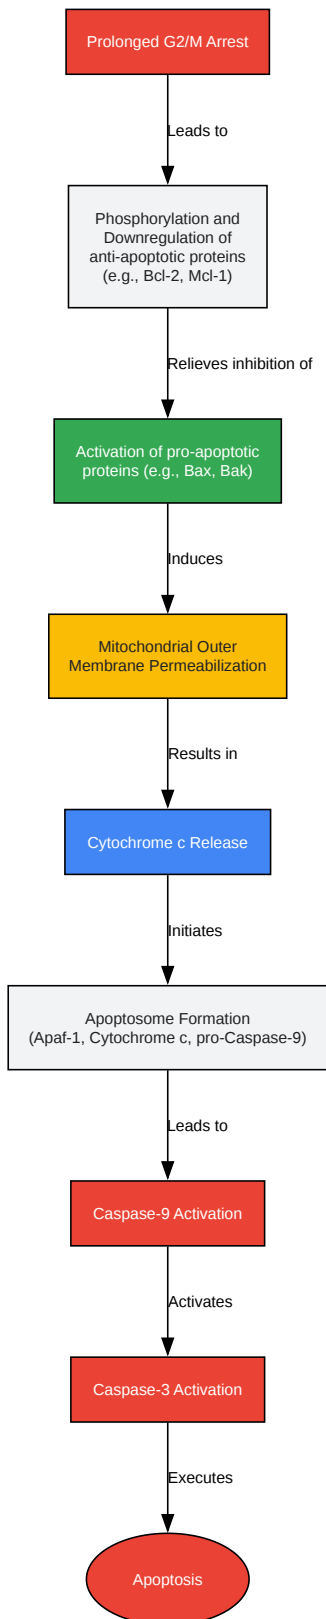 Prolonged G2/M Arrest
Leads to
Phosphorylation and
Downregulation of
anti-apoptotic proteins
(e.g., Bcl-2, Mcl-1)
Relieves inhibition of
Activation of pro-apoptotic
proteins (e.g., Bax, Bak)
Induces
Mitochondrial Outer
Membrane Permeabilization
Results in
Cytochrome c Release
Initiates
Apoptosome Formation
(Apaf-1, Cytochrome c, pro-Caspase-9)
Leads to
Caspase-9 Activation
Activates
Caspase-3 Activation
Executes
Apoptosis